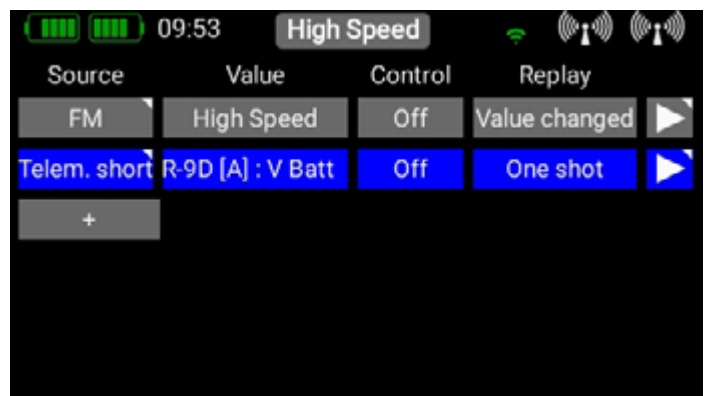 09:53 High Speed
Source Value Control Replay
FM High Speed Off Value changed
Telem. short R-9D [A] : V Batt Off One shot
+